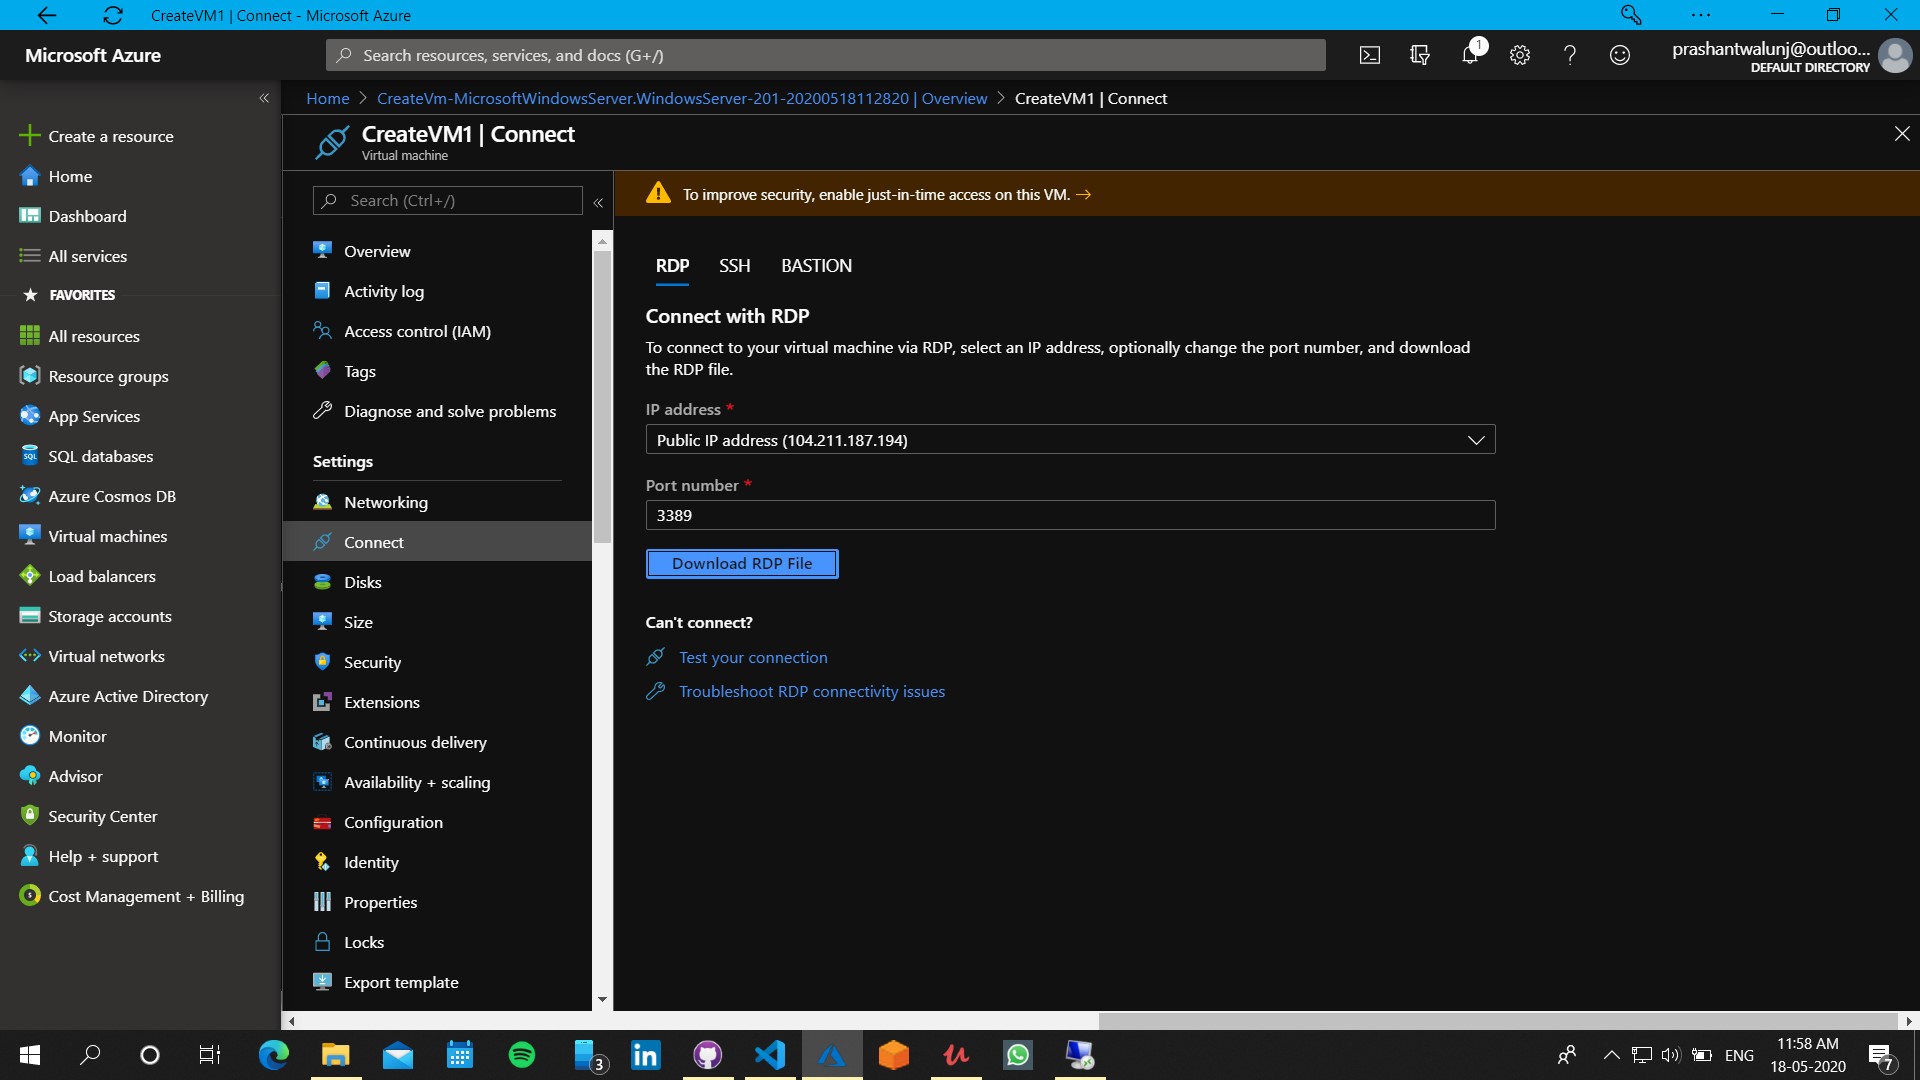 CreateVM1 | Connect - Microsoft Azure
Microsoft Azure
Search resources, services, and docs (G+/)
1
prashantwalunj@outloo...
DEFAULT DIRECTORY
Home > CreateVm-MicrosoftWindowsServer.WindowsServer-201-20200518112820 | Overview > CreateVM1 | Connect
CreateVM1 | Connect
Virtual machine
Create a resource
Home
Dashboard
All services
FAVORITES
All resources
Resource groups
App Services
SQL databases
Azure Cosmos DB
Virtual machines
Load balancers
Storage accounts
Virtual networks
Azure Active Directory
Monitor
Advisor
Security Center
Help + support
Cost Management + Billing
Search (Ctrl+/)
Overview
Activity log
Access control (IAM)
Tags
Diagnose and solve problems
Settings
Networking
Connect
Disks
Size
Security
Extensions
Continuous delivery
Availability + scaling
Configuration
Identity
Properties
Locks
Export template
To improve security, enable just-in-time access on this VM. →
RDP SSH BASTION
Connect with RDP
To connect to your virtual machine via RDP, select an IP address, optionally change the port number, and download
the RDP file.
IP address *
Public IP address (104.211.187.194)
Port number *
3389
Download RDP File
Can't connect?
Test your connection
Troubleshoot RDP connectivity issues
3
ENG
11:58 AM
18-05-2020
7